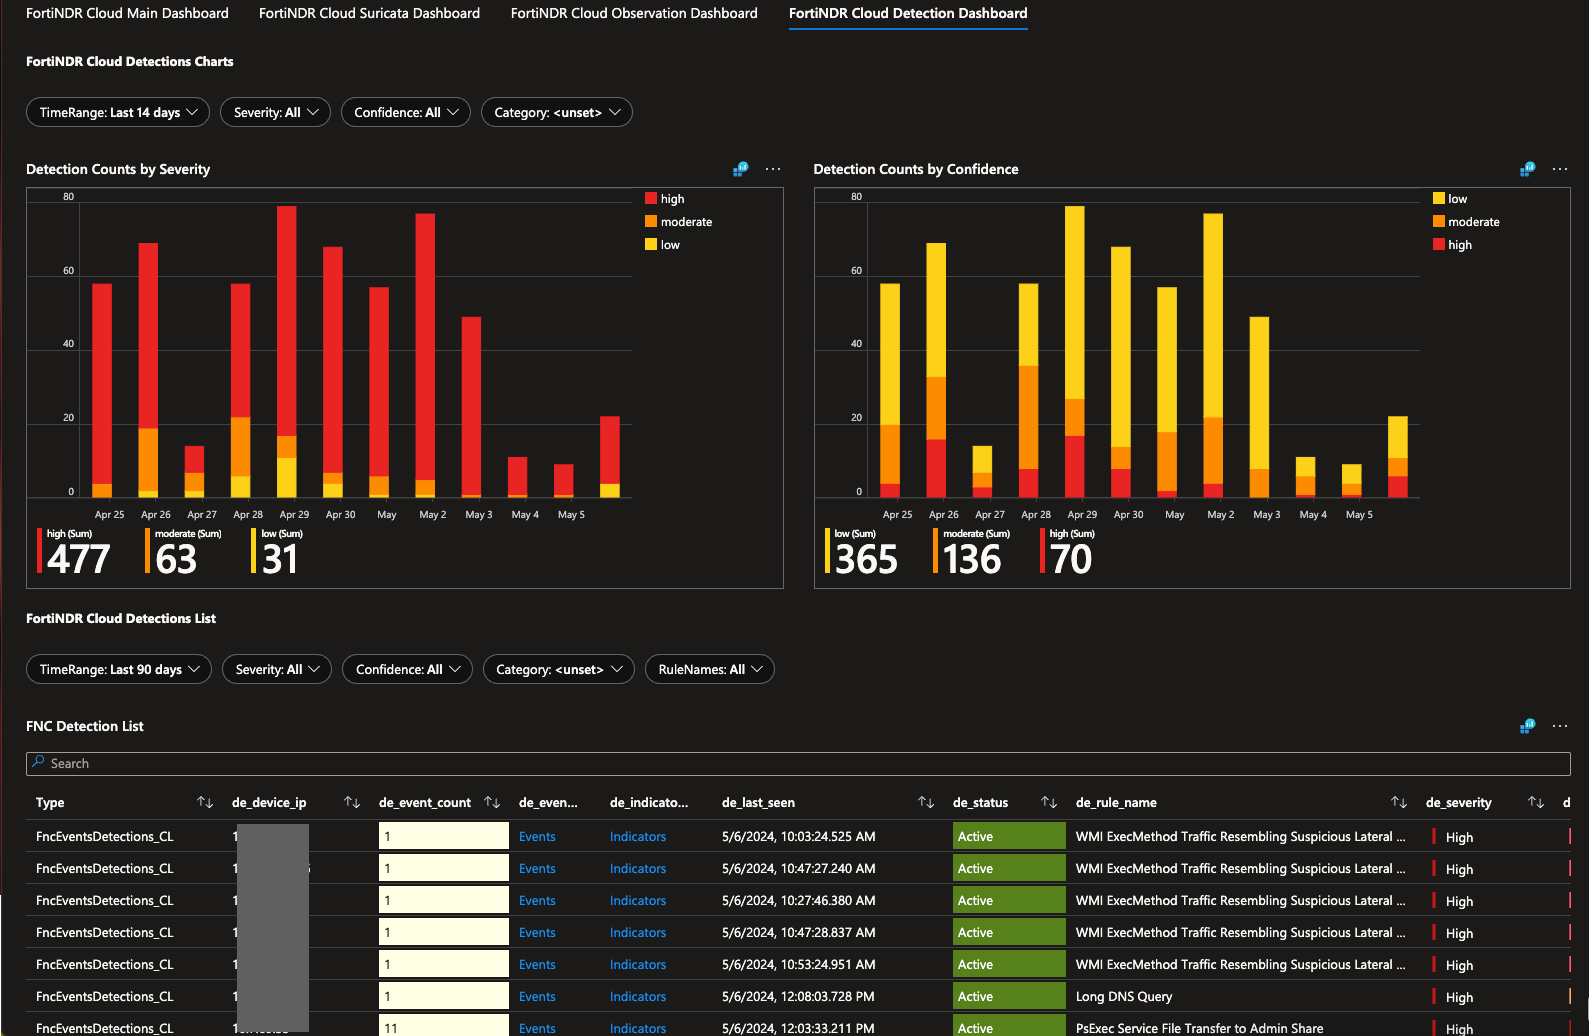 FortiNDR Cloud Main Dashboard FortiNDR Cloud Suricata Dashboard FortiNDR Cloud Observation Dashboard FortiNDR Cloud Detection Dashboard
FortiNDR Cloud Detections Charts
TimeRange: Last 14 days Severity: All Confidence: All Category: <unset>
Detection Counts by Severity
80
60
40
20
0
Apr 25 Apr 26 Apr 27 Apr 28 Apr 29 Apr 30 May May 2 May 3 May 4 May 5
high
moderate
low
high (Sum) moderate (Sum) low (Sum)
477 63 31
Detection Counts by Confidence
80
60
40
20
0
Apr 25 Apr 26 Apr 27 Apr 28 Apr 29 Apr 30 May May 2 May 3 May 4 May 5
low
moderate
high
low (Sum) moderate (Sum) high (Sum)
365 136 70
FortiNDR Cloud Detections List
TimeRange: Last 90 days Severity: All Confidence: All Category: <unset> RuleNames: All
FNC Detection List
Search
Type de_device_ip de_event_count de_even... de_indicato... de_last_seen de_status de_rule_name de_severity d
FncEventsDetections_CL 1 1 Events Indicators 5/6/2024, 10:03:24.525 AM Active WMI ExecMethod Traffic Resembling Suspicious Lateral ... High
FncEventsDetections_CL 1 1 Events Indicators 5/6/2024, 10:47:27.240 AM Active WMI ExecMethod Traffic Resembling Suspicious Lateral ... High
FncEventsDetections_CL 1 1 Events Indicators 5/6/2024, 10:27:46.380 AM Active WMI ExecMethod Traffic Resembling Suspicious Lateral ... High
FncEventsDetections_CL 1 1 Events Indicators 5/6/2024, 10:47:28.837 AM Active WMI ExecMethod Traffic Resembling Suspicious Lateral ... High
FncEventsDetections_CL 1 1 Events Indicators 5/6/2024, 10:53:24.951 AM Active WMI ExecMethod Traffic Resembling Suspicious Lateral ... High
FncEventsDetections_CL 1 1 Events Indicators 5/6/2024, 12:08:03.728 PM Active Long DNS Query High
FncEventsDetections_CL 11 Events Indicators 5/6/2024, 12:03:33.211 PM Active PsExec Service File Transfer to Admin Share High